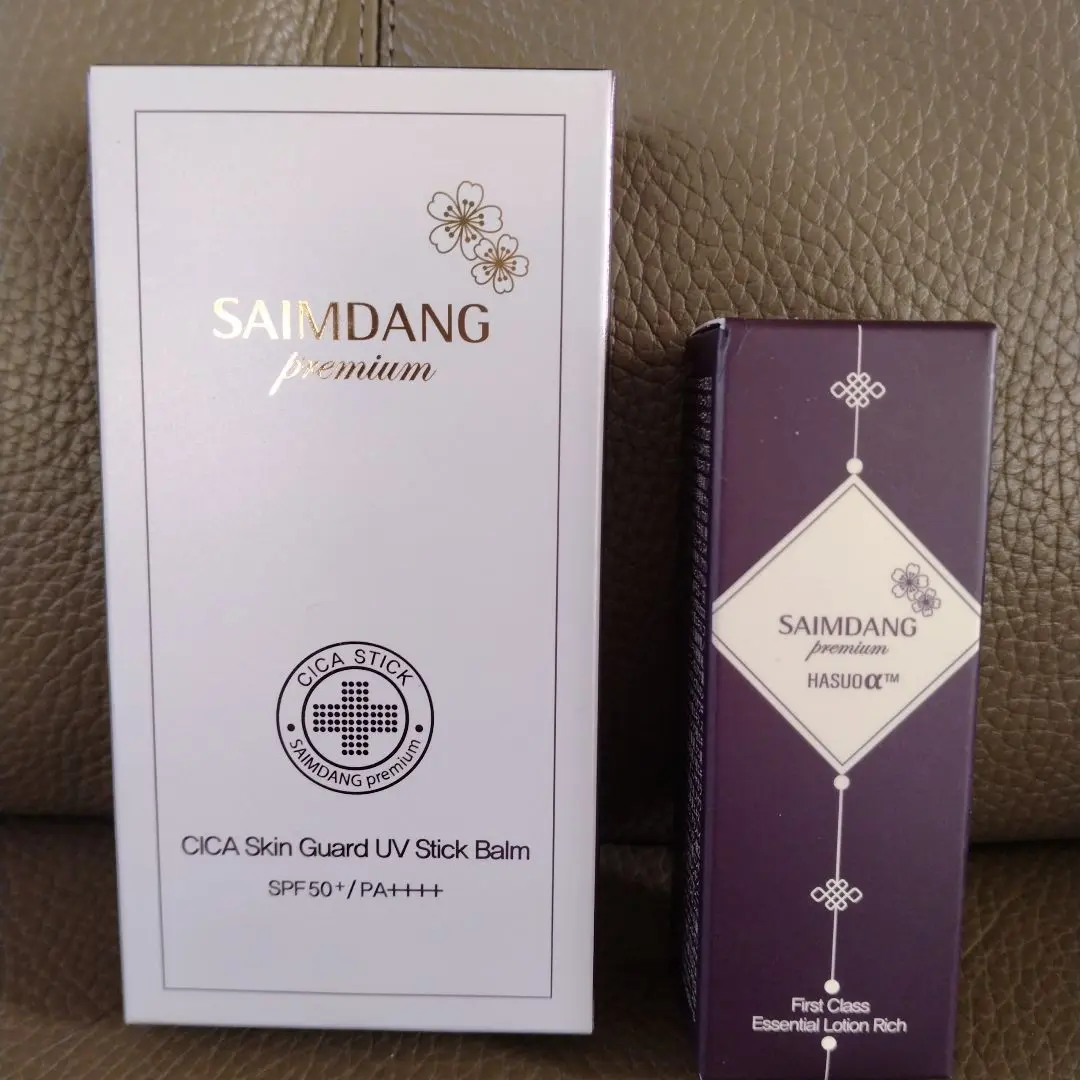 SAIMDANG
premium
CICA STICK
SAIMDANG premium
CICA Skin Guard UV Stick Balm
SPF50+/PA++++
SAIMDANG
premium
HASUOα™
First Class
Essential Lotion Rich